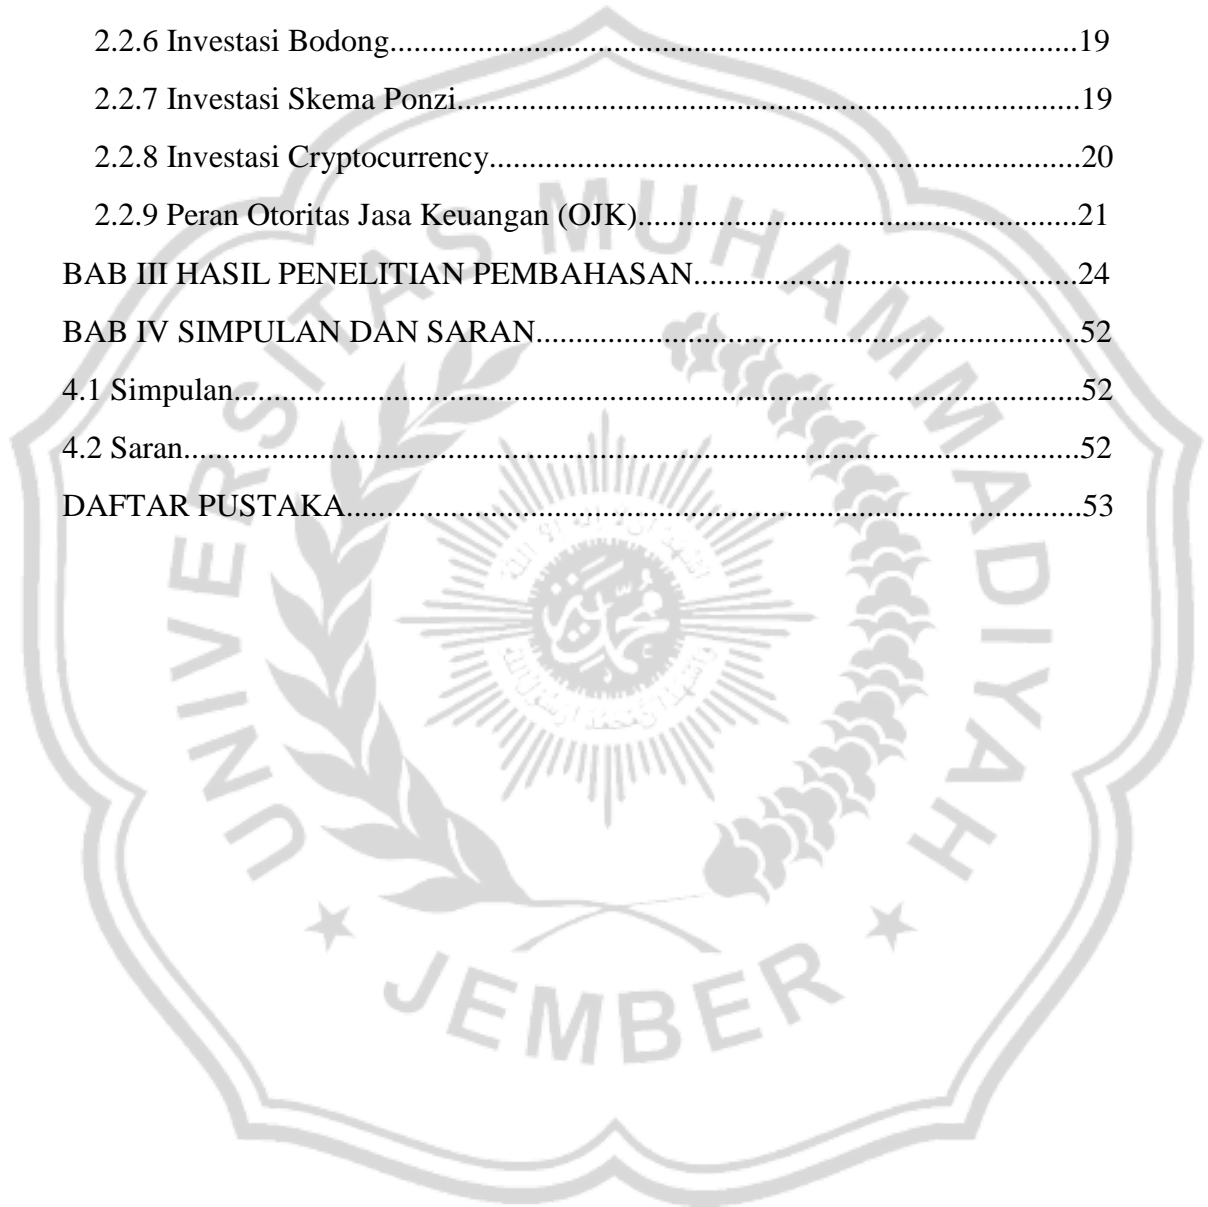 2.2.6 Investasi Bodong......................................................................................19
2.2.7 Investasi Skema Ponzi..............................................................................19
2.2.8 Investasi Cryptocurrency..........................................................................20
2.2.9 Peran Otoritas Jasa Keuangan (OJK).......................................................21
BAB III HASIL PENELITIAN PEMBAHASAN................................................24
BAB IV SIMPULAN DAN SARAN....................................................................52
4.1 Simpulan..........................................................................................................52
4.2 Saran................................................................................................................52
DAFTAR PUSTAKA............................................................................................53
UNIVERSITAS MUHAMMADIYAH
JEMBER